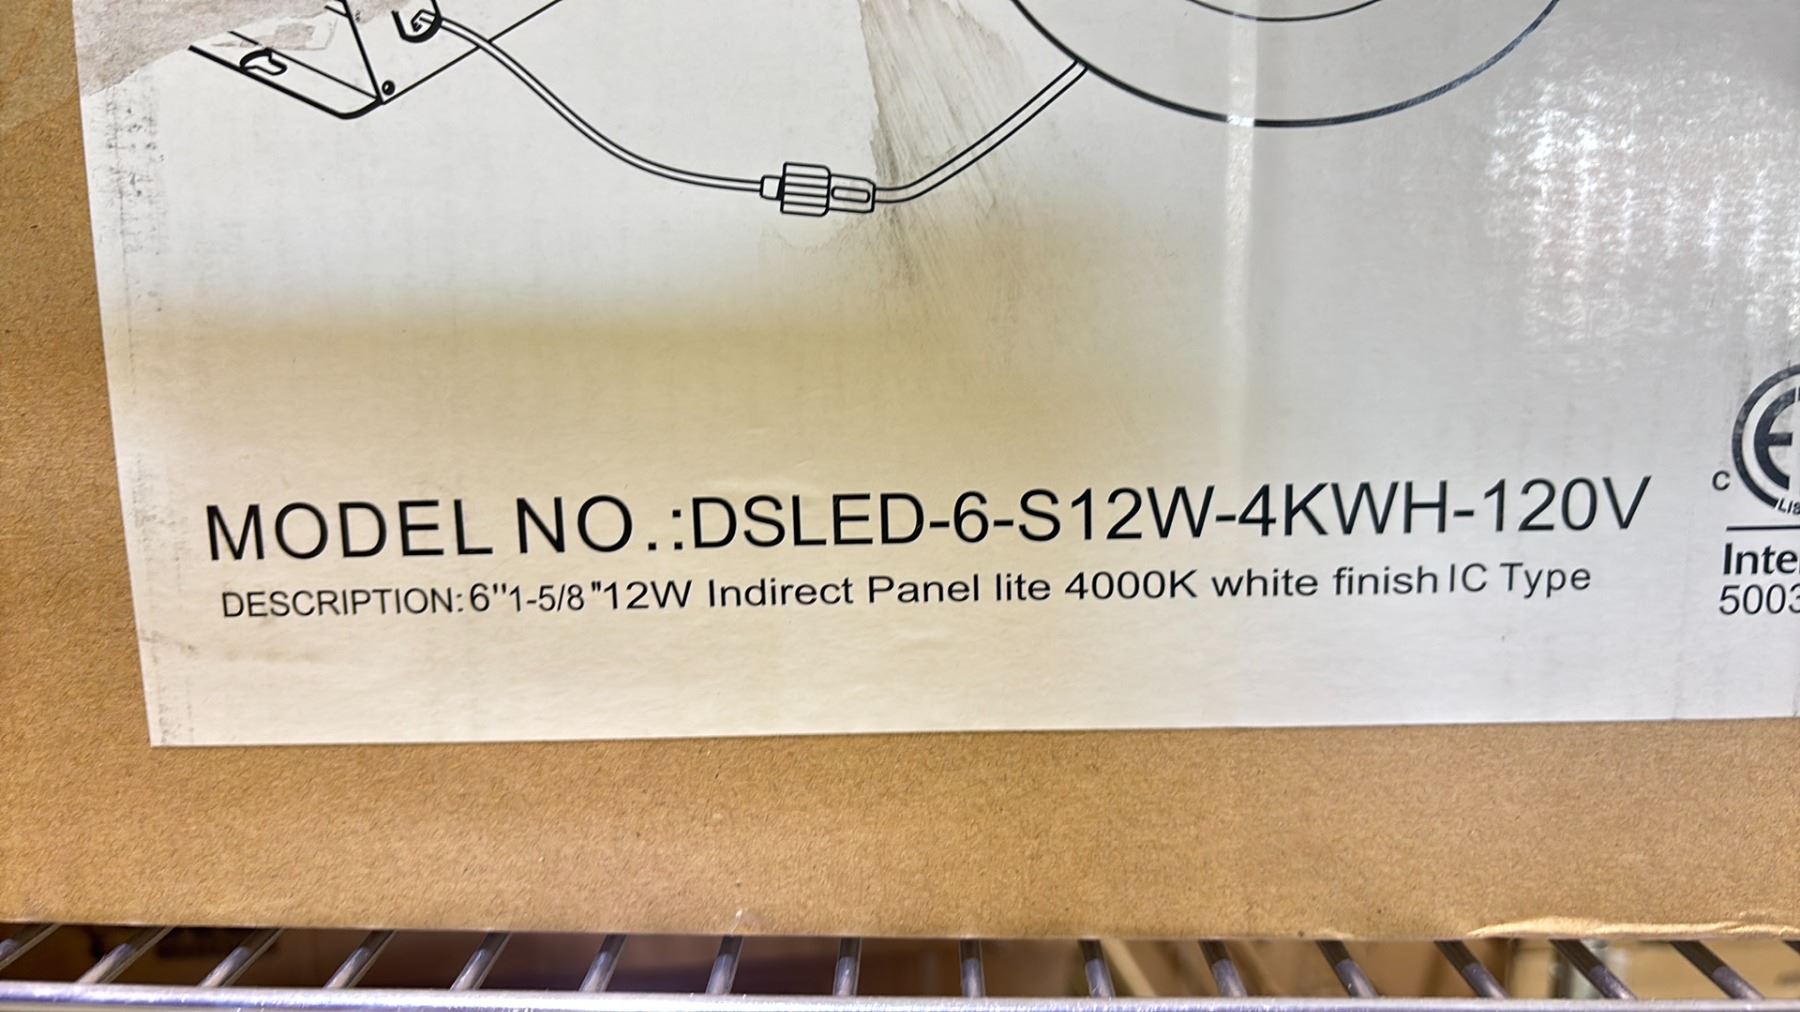 MODEL NO.:DSLED-6-S12W-4KWH-120V
DESCRIPTION:6''1-5/8"12W Indirect Panel lite 4000K white finish IC Type
C